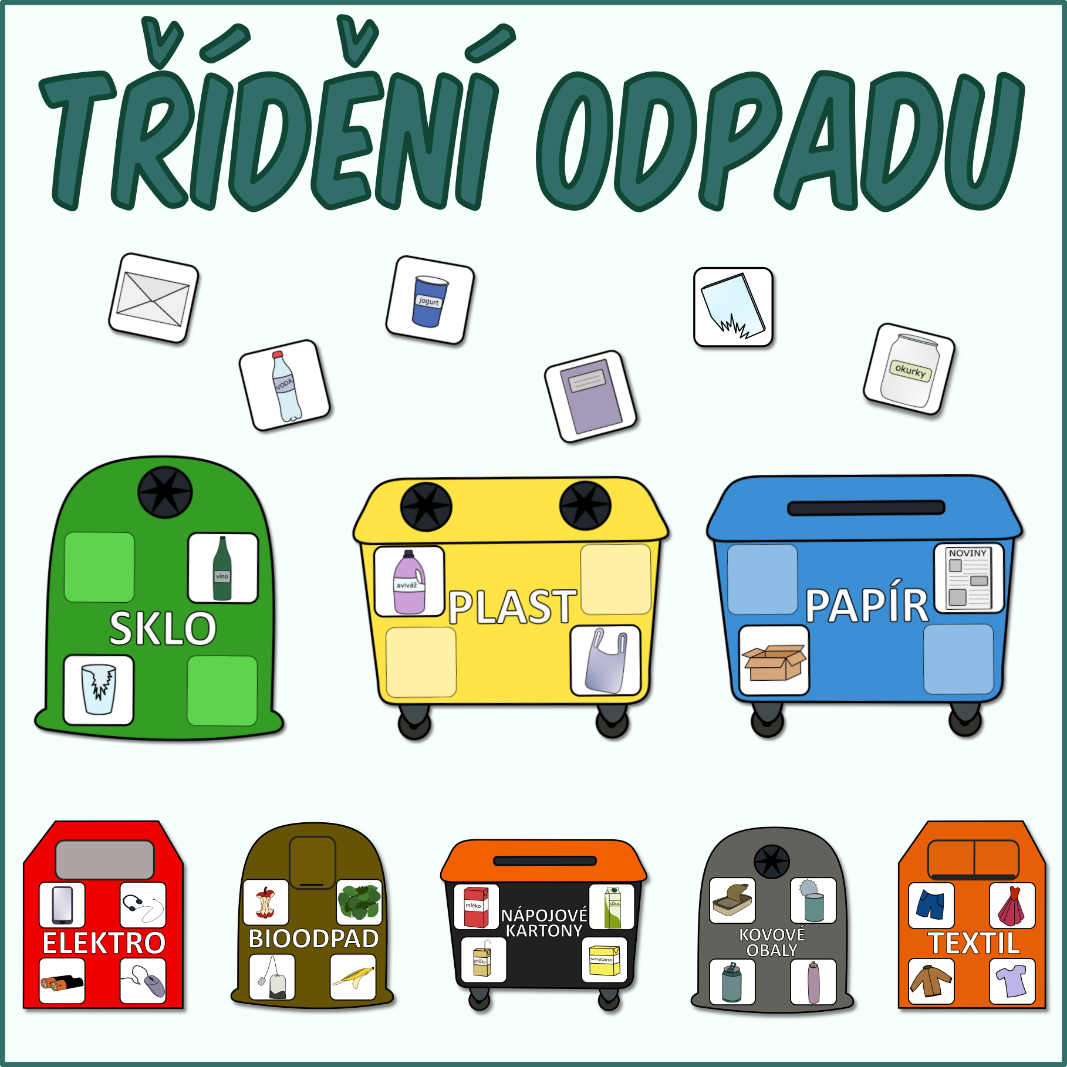 TŘÍDĚNÍ ODPADU
jogurt
VODA
okurky
víno
SKLO
aviváž
PLAST
NOVINY
PAPÍR
ELEKTRO
BIOODPAD
mléko
NÁPOJOVÉ
KARTONY
KOVOVÉ
OBALY
TEXTIL